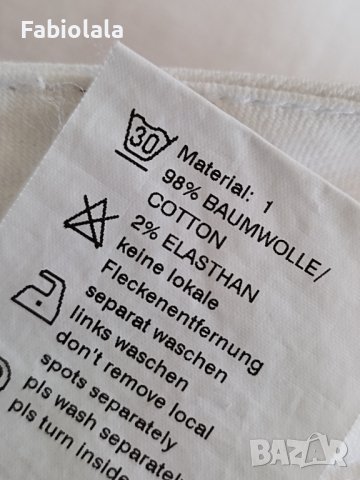 Fabiolala
30
Material: 1
98% BAUMWOLLE/
COTTON
2% ELASTHAN
keine lokale
Fleckenentfernung
separat waschen
links waschen
don't remove local
spots separately
pls wash separately
pls turn inside
BAZAR